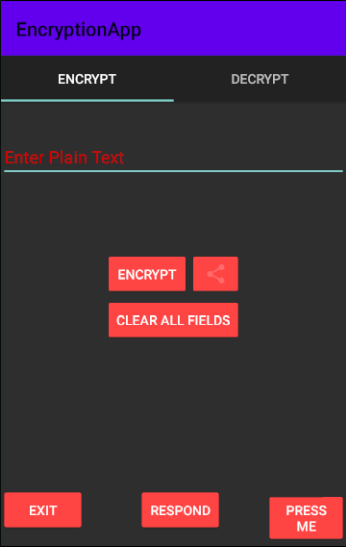 EncryptionApp
ENCRYPT DECRYPT
Enter Plain Text
ENCRYPT
CLEAR ALL FIELDS
EXIT RESPOND PRESS
ME